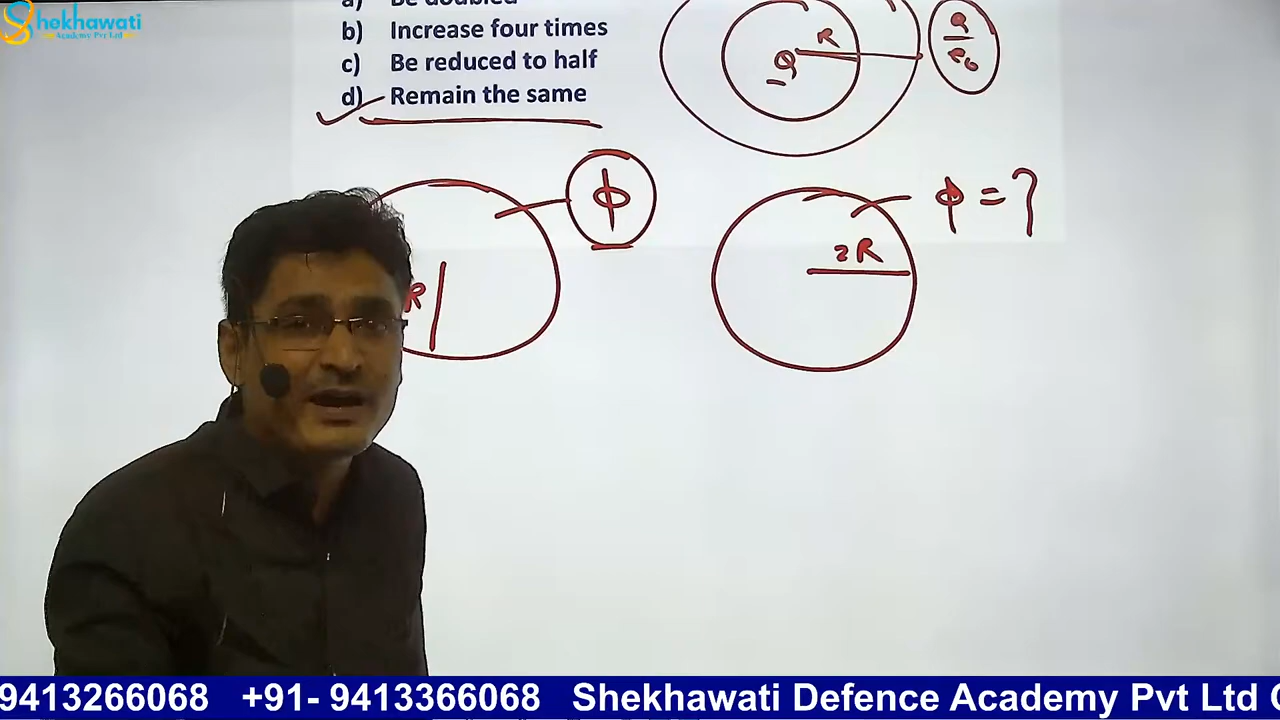 Shekhawati
Academy Pvt Ltd
a) Be doubled
b) Increase four times
c) Be reduced to half
d) Remain the same
R
Q
Q
ε₀
ϕ
R
2R
ϕ = ?
9413266068 +91- 9413366068 Shekhawati Defence Academy Pvt Ltd